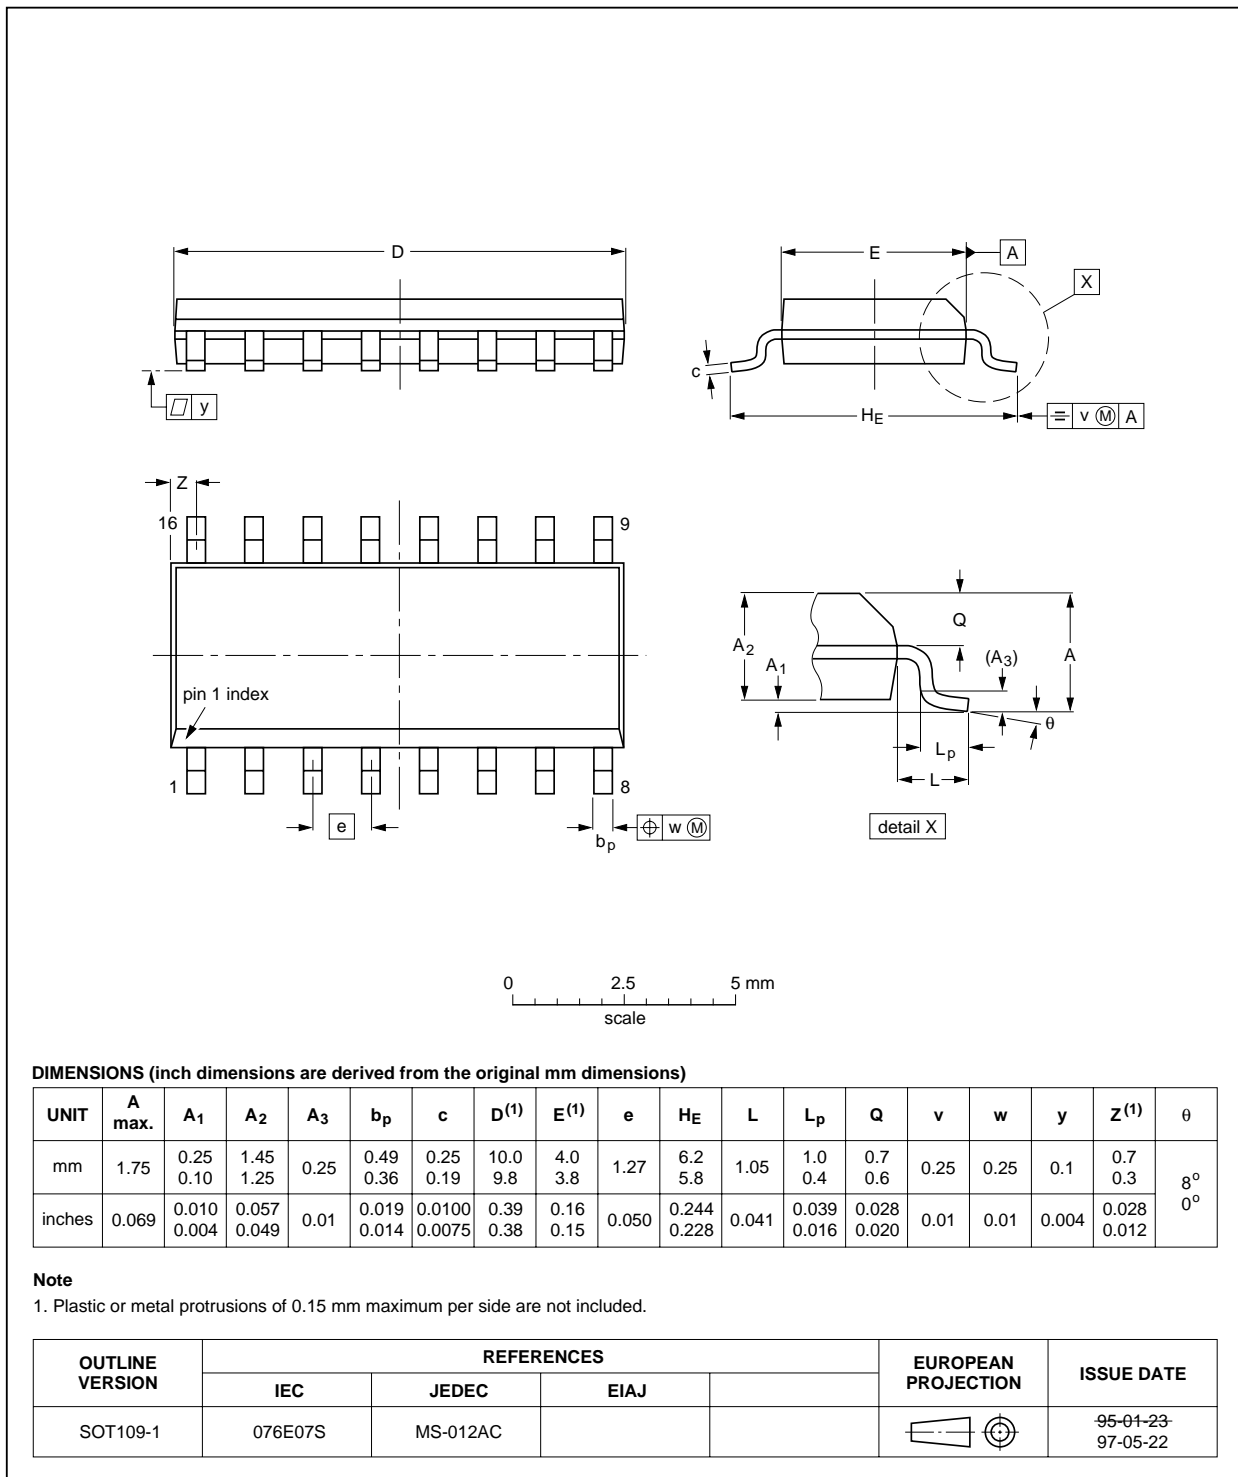 D
E
A
X
y
c
HE
v M A
Z
16
9
pin 1 index
1
8
e
bp
w M
Q
A2
A1
(A3)
A
θ
Lp
L
detail X
0 2.5 5 mm
scale
DIMENSIONS (inch dimensions are derived from the original mm dimensions)
UNIT A max. A1 A2 A3 bp c D(1) E(1) e HE L Lp Q v w y Z(1) θ
mm 1.75 0.25 0.10 1.45 1.25 0.25 0.49 0.36 0.25 0.19 10.0 9.8 4.0 3.8 1.27 6.2 5.8 1.05 1.0 0.4 0.7 0.6 0.25 0.25 0.1 0.7 0.3 8° 0°
inches 0.069 0.010 0.004 0.057 0.049 0.01 0.019 0.014 0.0100 0.0075 0.39 0.38 0.16 0.15 0.050 0.244 0.228 0.041 0.039 0.016 0.028 0.020 0.01 0.01 0.004 0.028 0.012
Note
1. Plastic or metal protrusions of 0.15 mm maximum per side are not included.
OUTLINE VERSION REFERENCES EUROPEAN PROJECTION ISSUE DATE
IEC JEDEC EIAJ
SOT109-1 076E07S MS-012AC 95-01-23
97-05-22